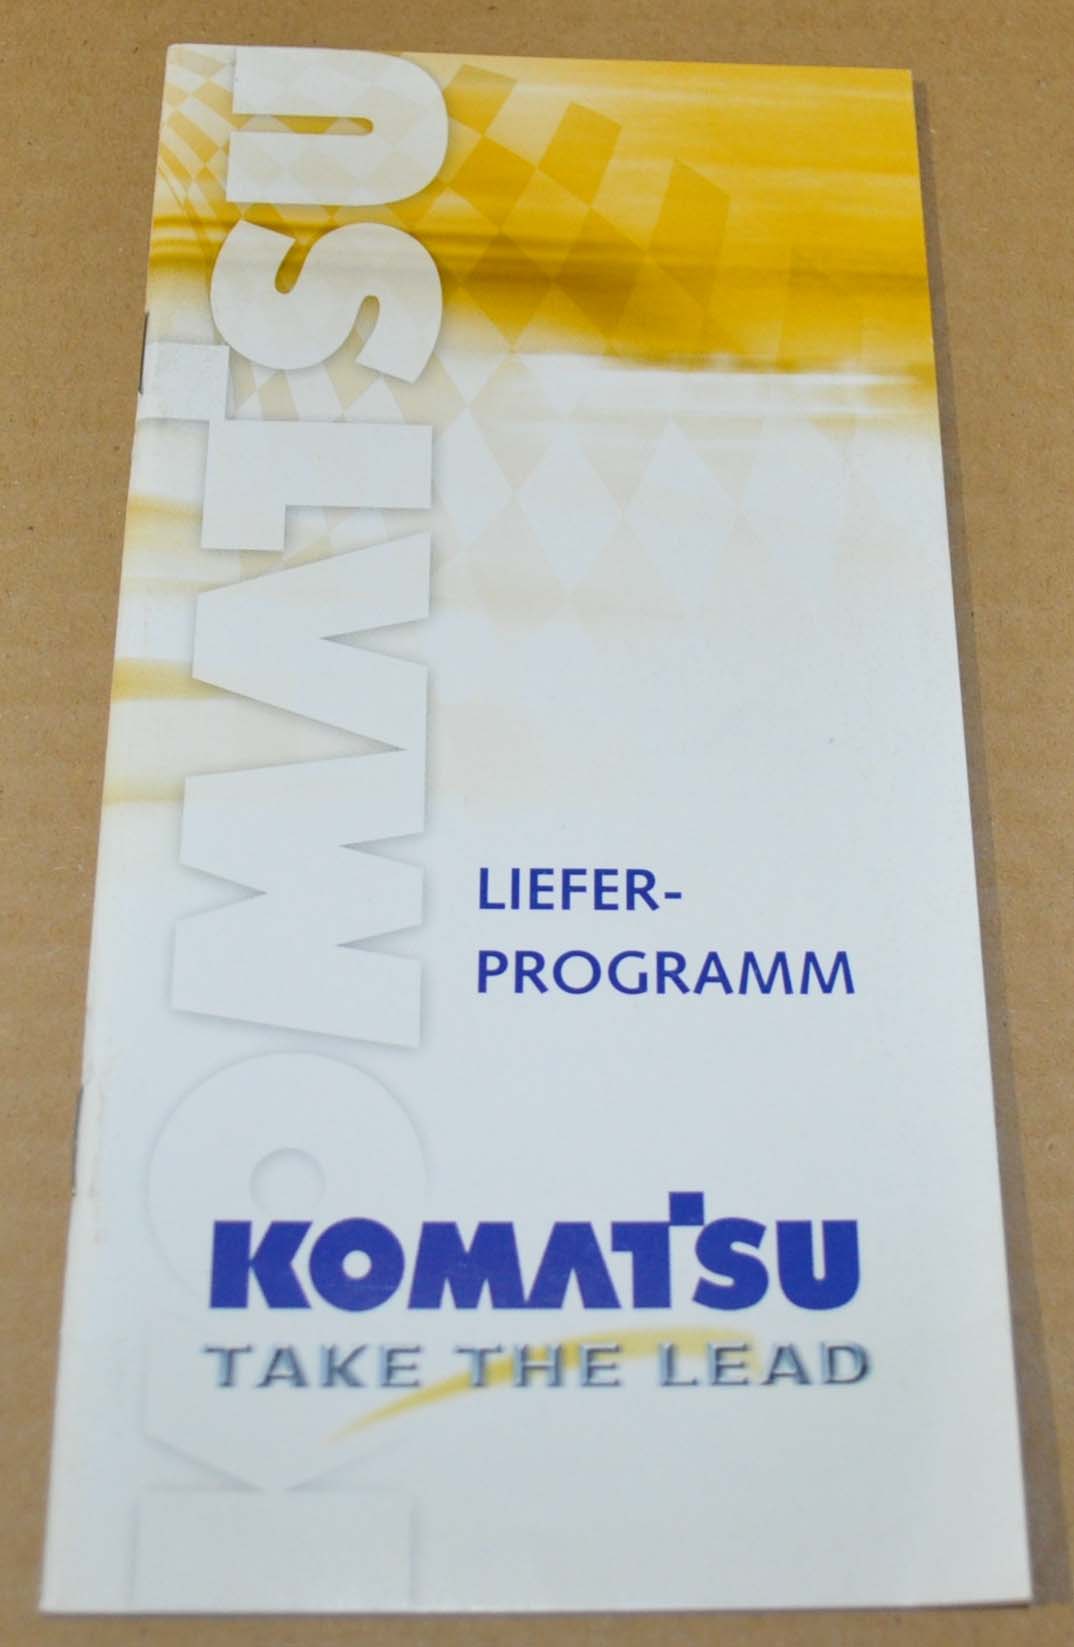 KOMATSU
LIEFER-
PROGRAMM
KOMATSU
TAKE THE LEAD